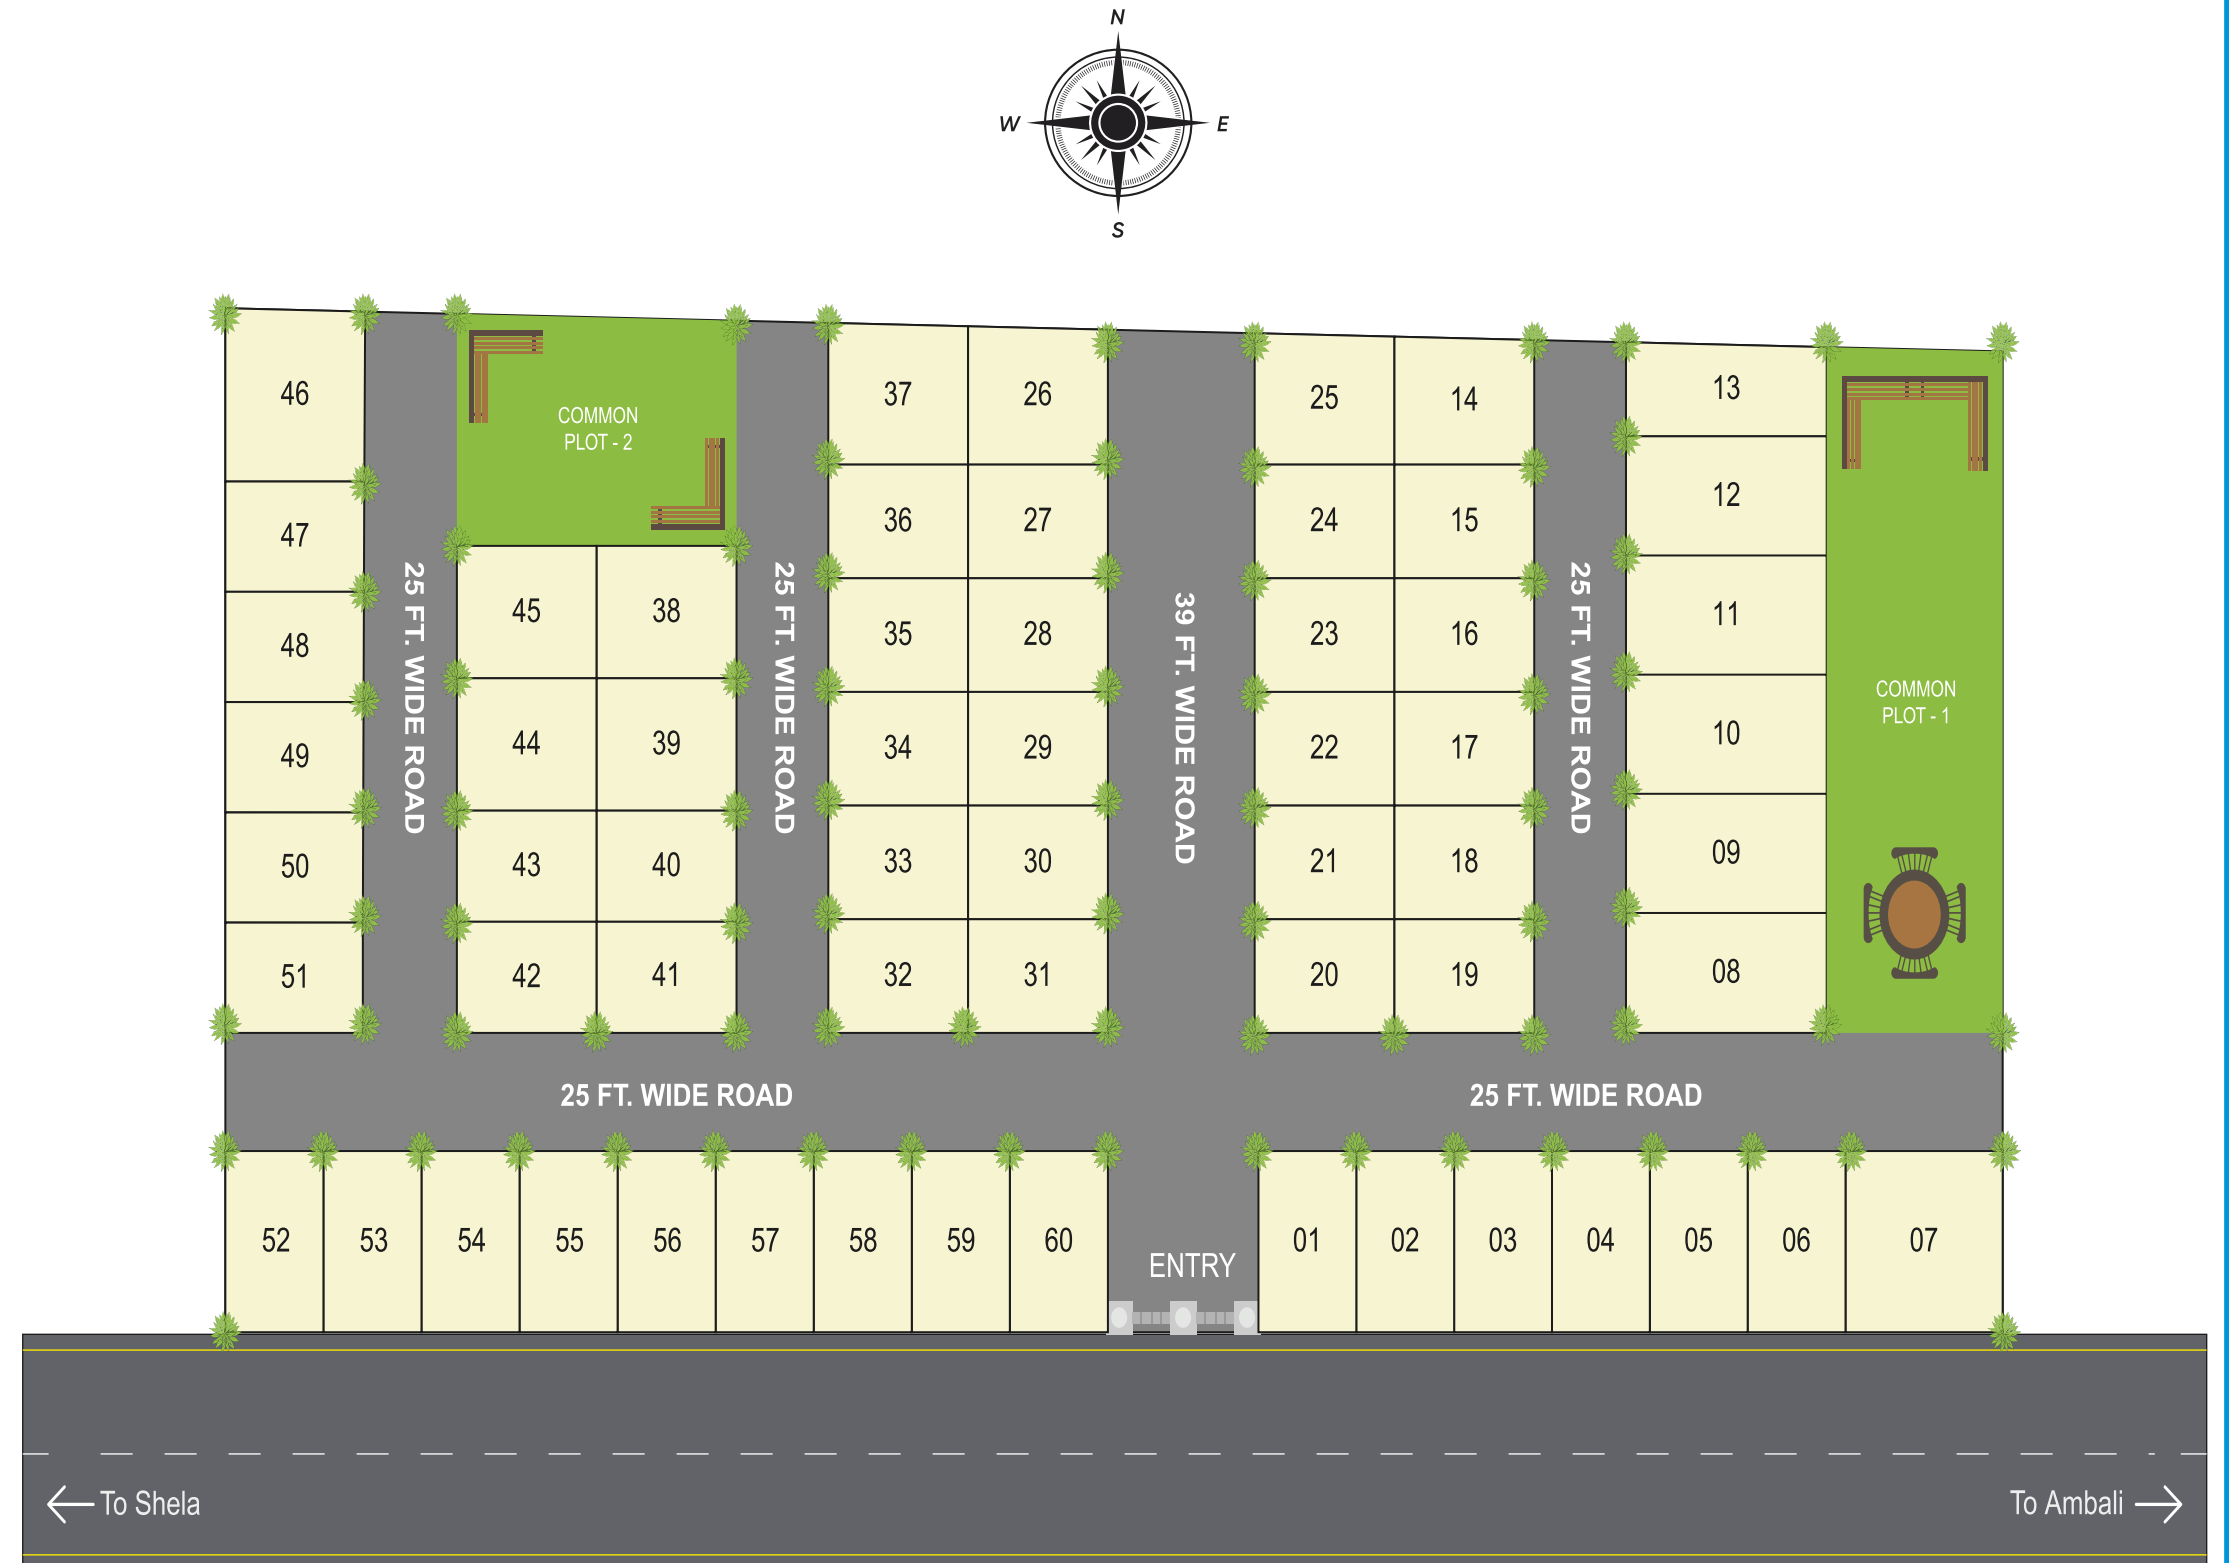 N
W E
S
46
47
48
49
50
51
25 FT. WIDE ROAD
COMMON
PLOT - 2
45 38
44 39
43 40
42 41
25 FT. WIDE ROAD
37 26
36 27
35 28
34 29
33 30
32 31
39 FT. WIDE ROAD
25 14
24 15
23 16
22 17
21 18
20 19
25 FT. WIDE ROAD
13
12
11
10
09
08
COMMON
PLOT - 1
25 FT. WIDE ROAD
25 FT. WIDE ROAD
52 53 54 55 56 57 58 59 60
ENTRY
01 02 03 04 05 06 07
To Shela
To Ambali